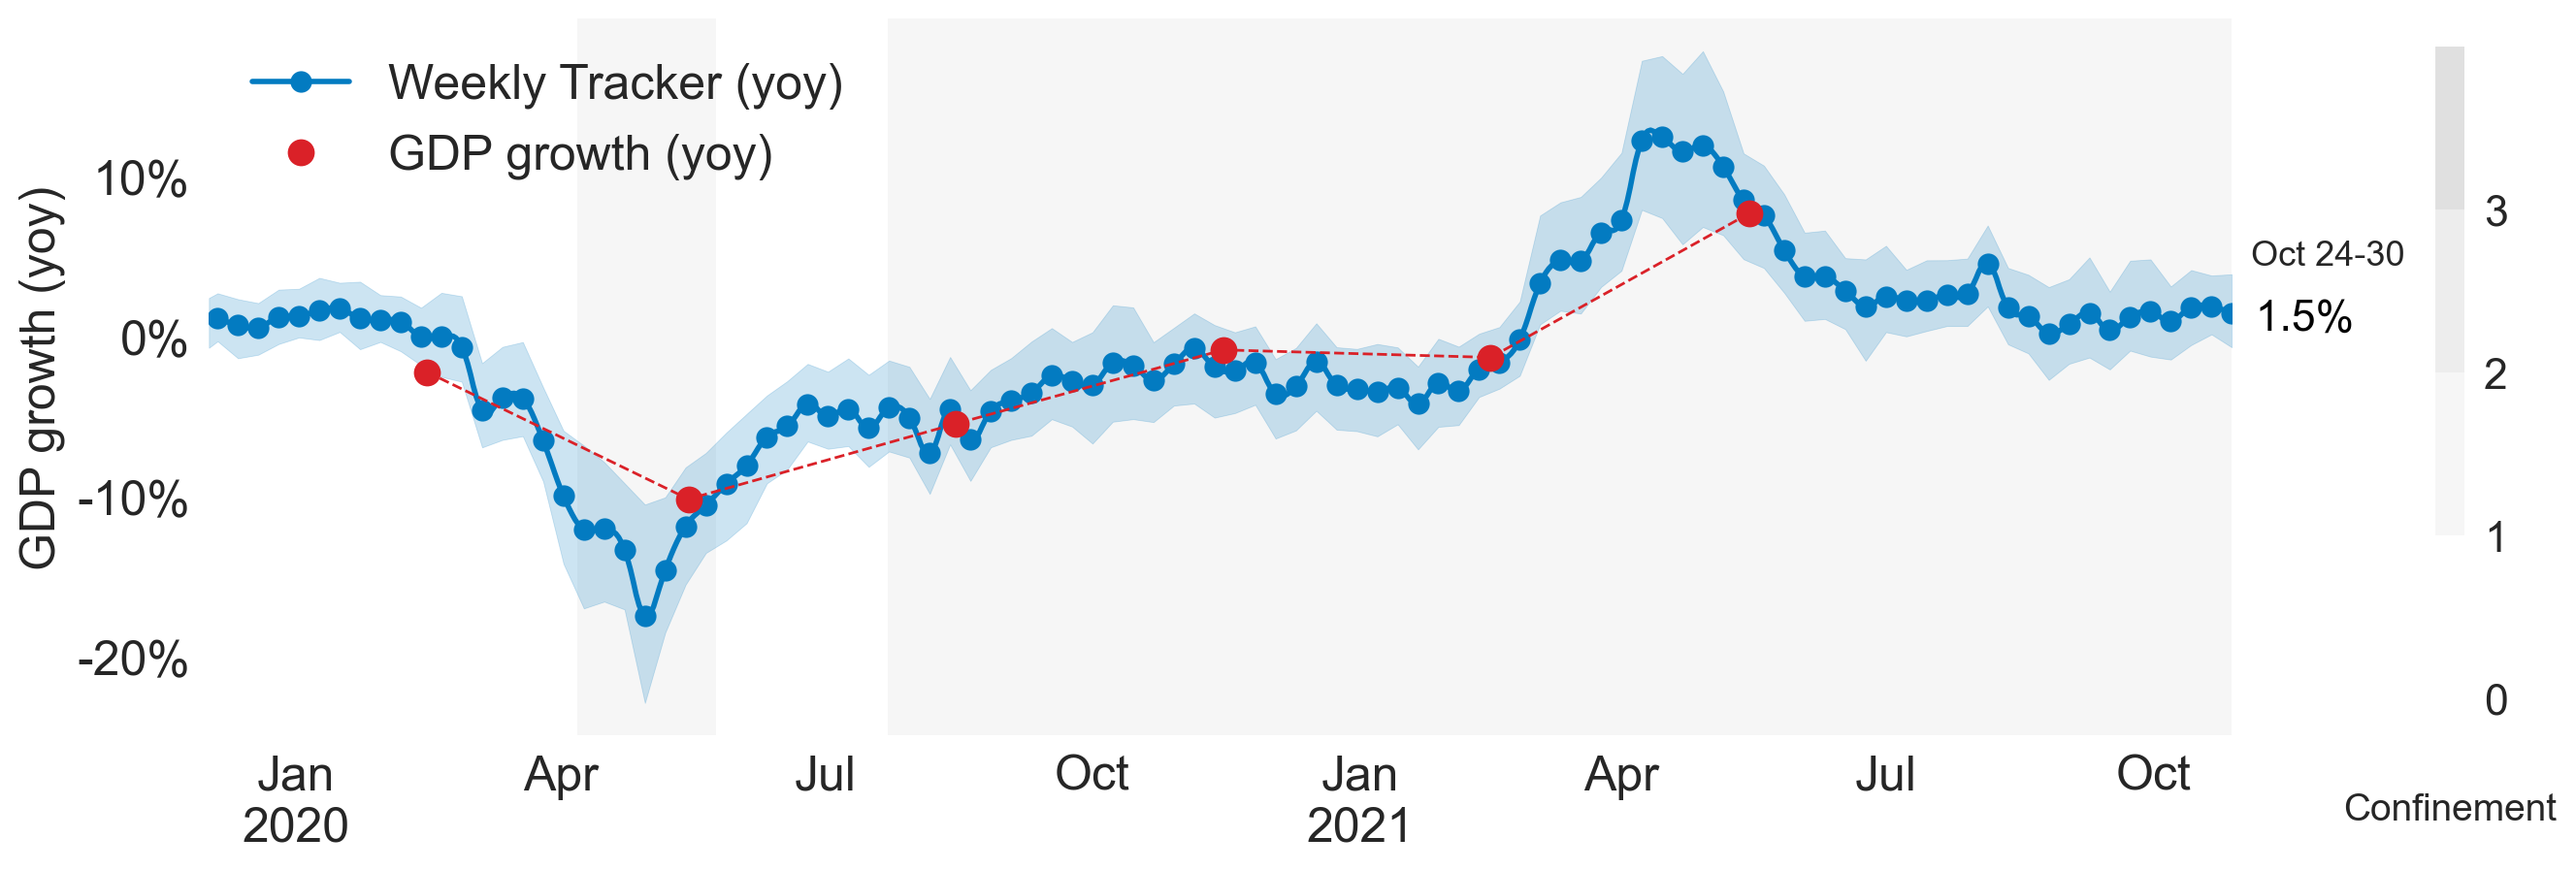 Weekly Tracker (yoy)
GDP growth (yoy)
GDP growth (yoy)
10%
0%
-10%
-20%
Jan
2020
Apr
Jul
Oct
Jan
2021
Apr
Jul
Oct
Oct 24-30
1.5%
3
2
1
0
Confinement